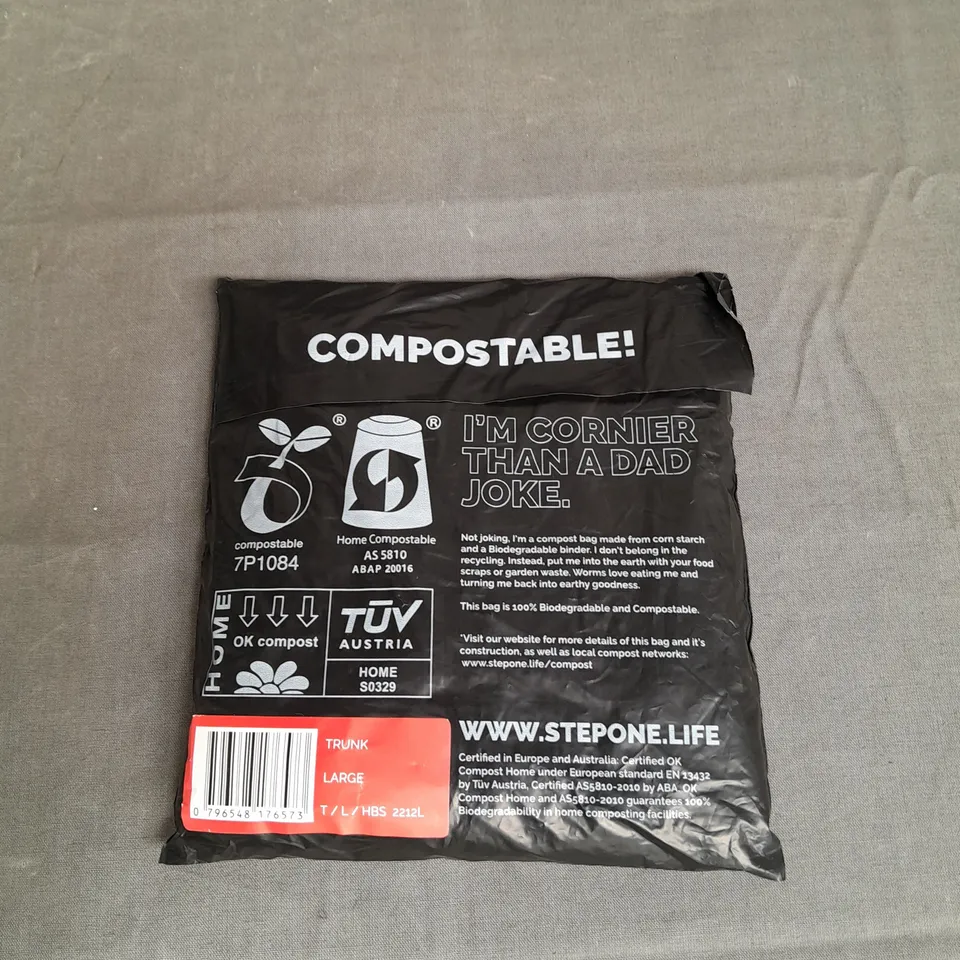 COMPOSTABLE!
®
®
compostable
7P1084
Home Compostable
AS 5810
ABAP 20016
I'M CORNIER
THAN A DAD
JOKE.
Not joking, I'm a compost bag made from corn starch
and a Biodegradable binder. I don't belong in the
recycling. Instead, put me into the earth with your food
scraps or garden waste. Worms love eating me and
turning me back into earthy goodness.
This bag is 100% Biodegradable and Compostable.
*Visit our website for more details of this bag and it's
construction, as well as local compost networks:
www.stepone.life/compost
HOME
OK compost
TÜV
AUSTRIA
HOME
S0329
TRUNK
LARGE
T / L / HBS 2212L
0 796548 176573
WWW.STEPONE.LIFE
Certified in Europe and Australia: Certified OK
Compost Home under European standard EN 13432
by Tüv Austria, Certified AS5810-2010 by ABA_OK
Compost Home and AS5810-2010 guarantees 100%
Biodegradability in home composting facilities.